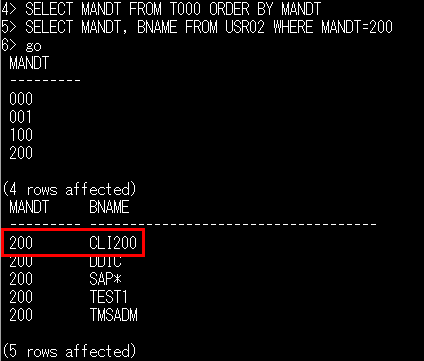 4> SELECT MANDT FROM T000 ORDER BY MANDT
5> SELECT MANDT, BNAME FROM USR02 WHERE MANDT=200
6> go
MANDT
---------
000
001
100
200
(4 rows affected)
MANDT BNAME
--------- ------------------------------------
200 CLI200
200 DDIC
200 SAP*
200 TEST1
200 TMSADM
(5 rows affected)